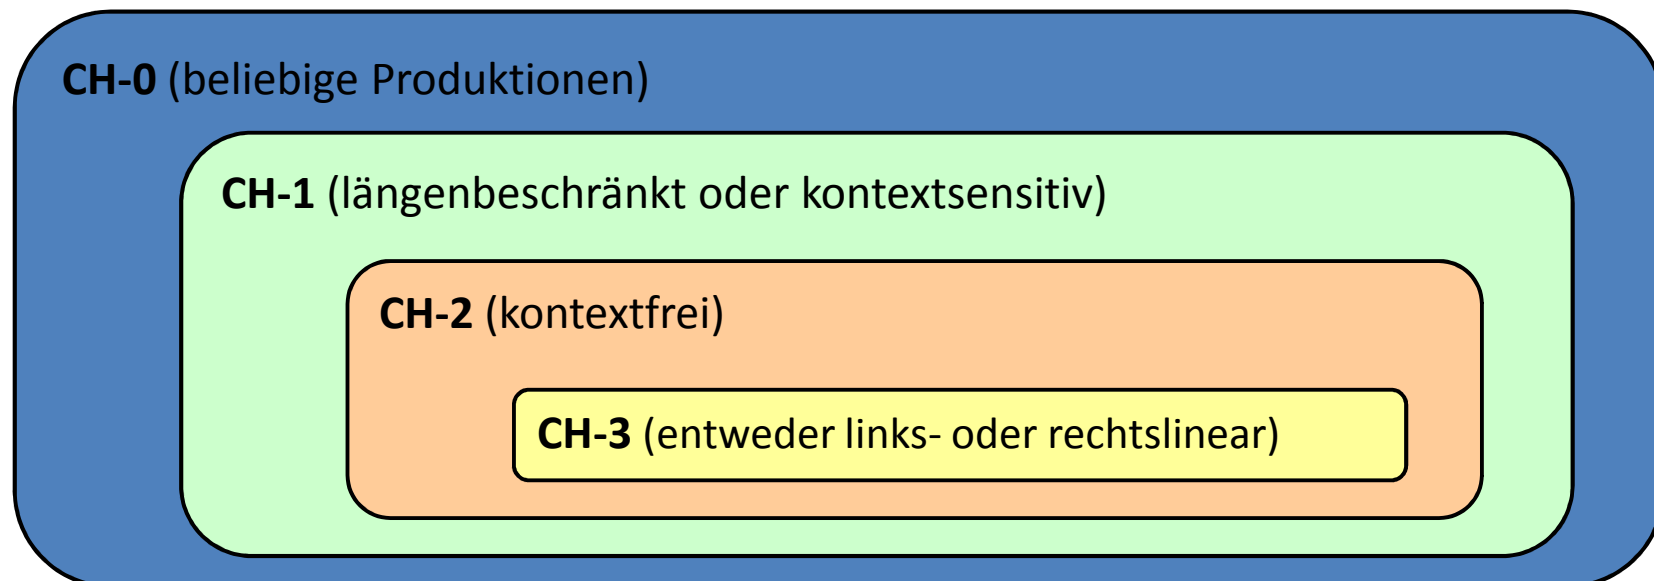 CH-0 (beliebige Produktionen)
CH-1 (längenbeschränkt oder kontextsensitiv)
CH-2 (kontextfrei)
CH-3 (entweder links- oder rechtslinear)